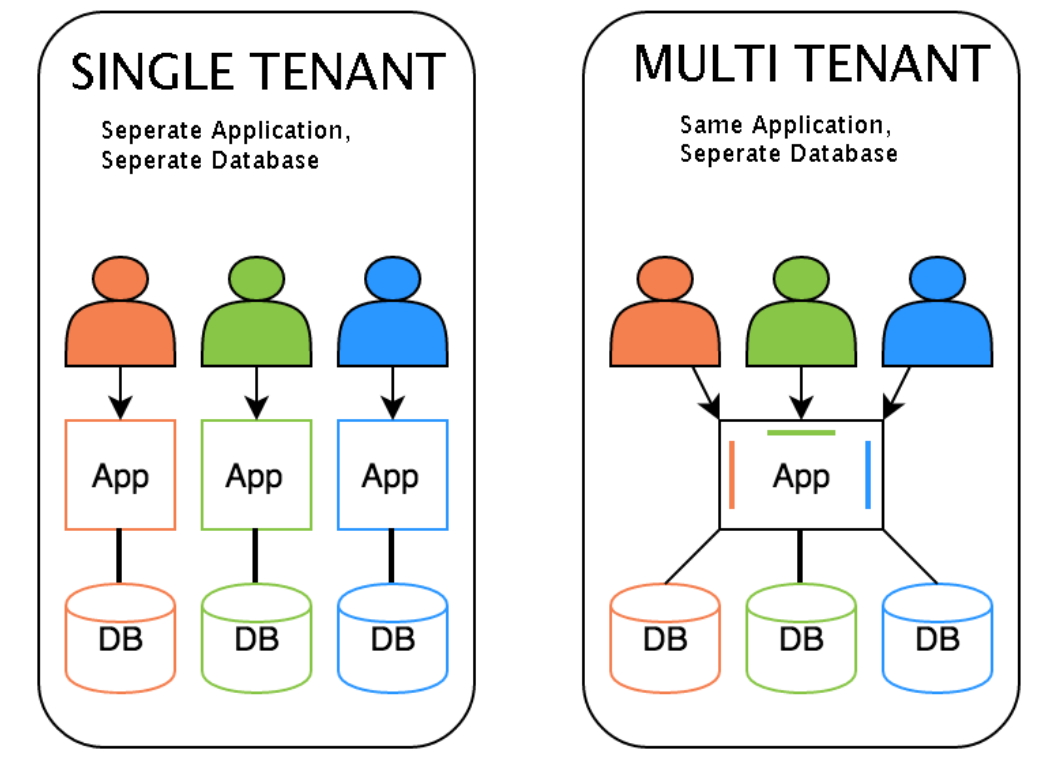 SINGLE TENANT
Seperate Application,
Seperate Database
App
App
App
DB
DB
DB
MULTI TENANT
Same Application,
Seperate Database
App
DB
DB
DB